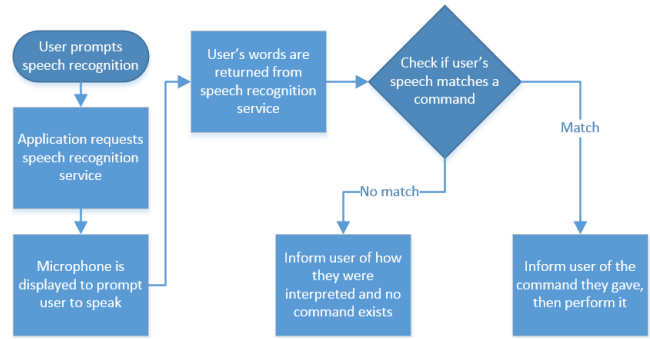 User prompts
speech recognition
Application requests
speech recognition
service
Microphone is
displayed to prompt
user to speak
User's words are
returned from
speech recognition
service
Check if user's
speech matches a
command
No match
Match
Inform user of how
they were
interpreted and no
command exists
Inform user of the
command they gave,
then perform it